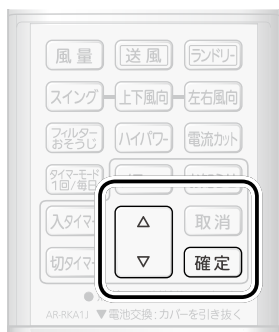 風量 送風 ランドリー
スイング 上下風向 左右風向
フィルター
おそうじ ハイパワー 電流カット
タイマーモード
1回/毎日
入タイマ △ 取消
切タイマ ▽ 確定
AR-RKA1J ▼電池交換:カバーを引き抜く